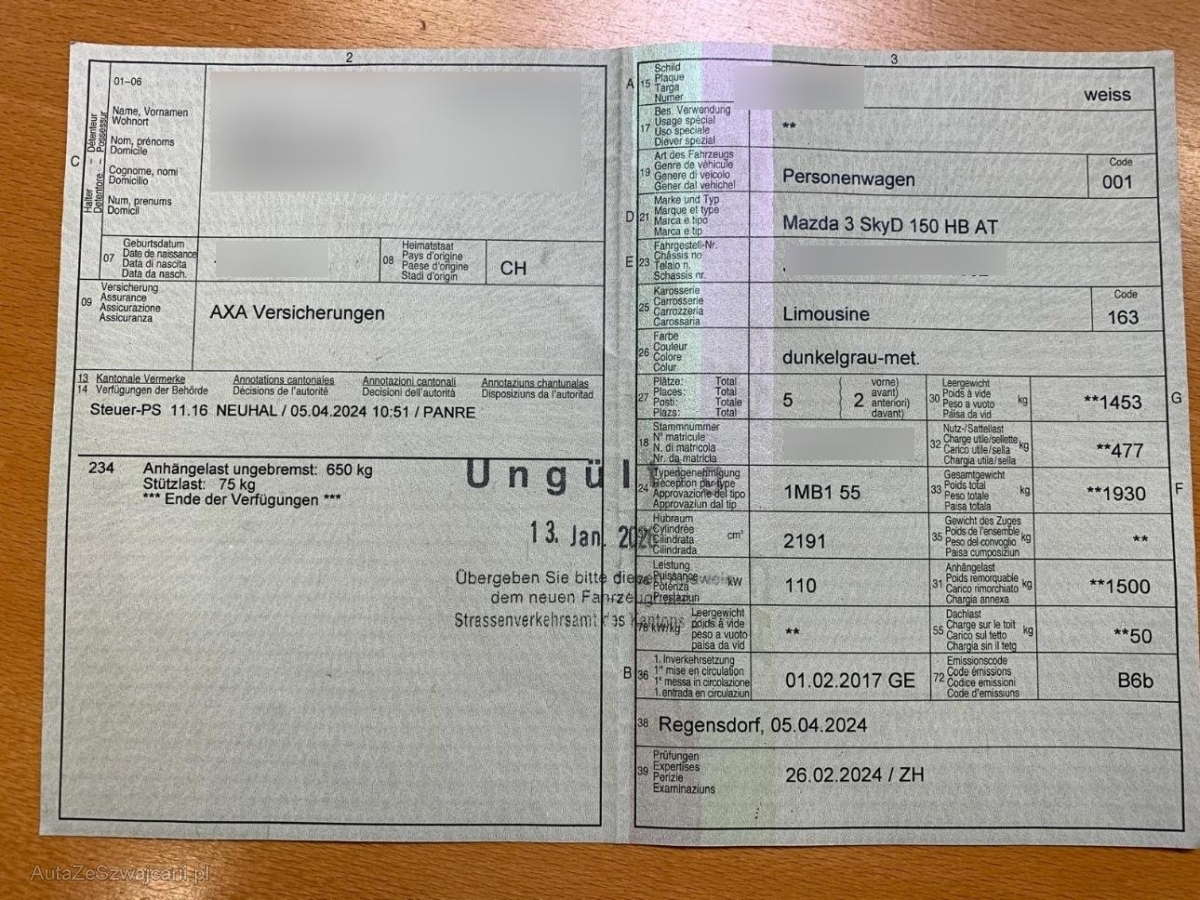 2
01–06
Name, Vornamen
Wohnort
Nom, prénoms
Domicile
Cognome, nomi
Domicilio
Num, prenums
Domicil
C
Halter – Détenteur
Detentore – Possessur
07
Geburtsdatum
Date de naissance
Data di nascita
Data da nasch.
08
Heimatstaat
Pays d'origine
Paese d'origine
Stadi d'origin
CH
09
Versicherung
Assurance
Assicurazione
Assicuranza
AXA Versicherungen
13 Kantonale Vermerke Annotations cantonales Annotazioni cantonali Annotaziuns chantunalas
14 Verfügungen der Behörde Décisions de l'autorité Decisioni dell'autorità Disposiziuns da l'autoritad
Steuer-PS 11.16 NEUHAL / 05.04.2024 10:51 / PANRE
234 Anhängelast ungebremst: 650 kg
Stützlast: 75 kg
*** Ende der Verfügungen ***
13. Jan.
Übergeben Sie bitte
dem neuen
Strassenverkehrsamt des Kantons
3
A 15
Schild
Plaque
Targa
Numer
weiss
17
Bes. Verwendung
Usage spécial
Uso speciale
Diever spezial
**
19
Art des Fahrzeugs
Genre de véhicule
Genere di veicolo
Gener dal vehichel
Personenwagen
Code
001
D 21
Marke und Typ
Marque et type
Marca e tipo
Marca e tip
Mazda 3 SkyD 150 HB AT
E 23
Fahrgestell-Nr.
Châssis no
Telaio n.
Schassis nr.
25
Karosserie
Carrosserie
Carrozzeria
Carossaria
Limousine
Code
163
26
Farbe
Couleur
Colore
Colur
dunkelgrau-met.
27
Plätze: Total
Places: Total
Posti: Totale
Plazs: Total
5
2
vorne)
avant)
anteriori)
davant)
30
Leergewicht
Poids à vide
Peso a vuoto
Paisa da vid
kg
**1453
G
18
Stammnummer
N° matricule
N. di matricola
Nr. da matricla
32
Nutz-/Sattellast
Charge utile/sellette
Carico utile/sella
Chargia utila/sella
kg
**477
24
Typengenehmigung
Réception par type
Approvazione del tipo
Approvaziun dal tip
1MB1 55
33
Gesamtgewicht
Poids total
Peso totale
Paisa totala
kg
**1930
F
Hubraum
Cylindrée
Cilindrata
Cilindrada
cm³
2191
35
Gewicht des Zuges
Poids de l'ensemble
Peso del convoglio
Paisa cumposiziun
kg
**
76
Leistung
Puissance
Potenza
Prestaziun
kW
110
31
Anhängelast
Poids remorquable
Carico rimorchiato
Chargia annexa
kg
**1500
78 kW/kg
Leergewicht
poids à vide
peso a vuoto
paisa da vid
**
55
Dachlast
Charge sur le toit
Carico sul tetto
Chargia sin il tetg
kg
**50
B 36
1. Inverkehrsetzung
1re mise en circulation
1a messa in circolazione
1. entrada en circulaziun
01.02.2017 GE
72
Emissionscode
Code émissions
Codice emissioni
Code d'emissiuns
B6b
38
Regensdorf, 05.04.2024
39
Prüfungen
Expertises
Perizie
Examinaziuns
26.02.2024 / ZH
AutaZeSzwajcarii.pl